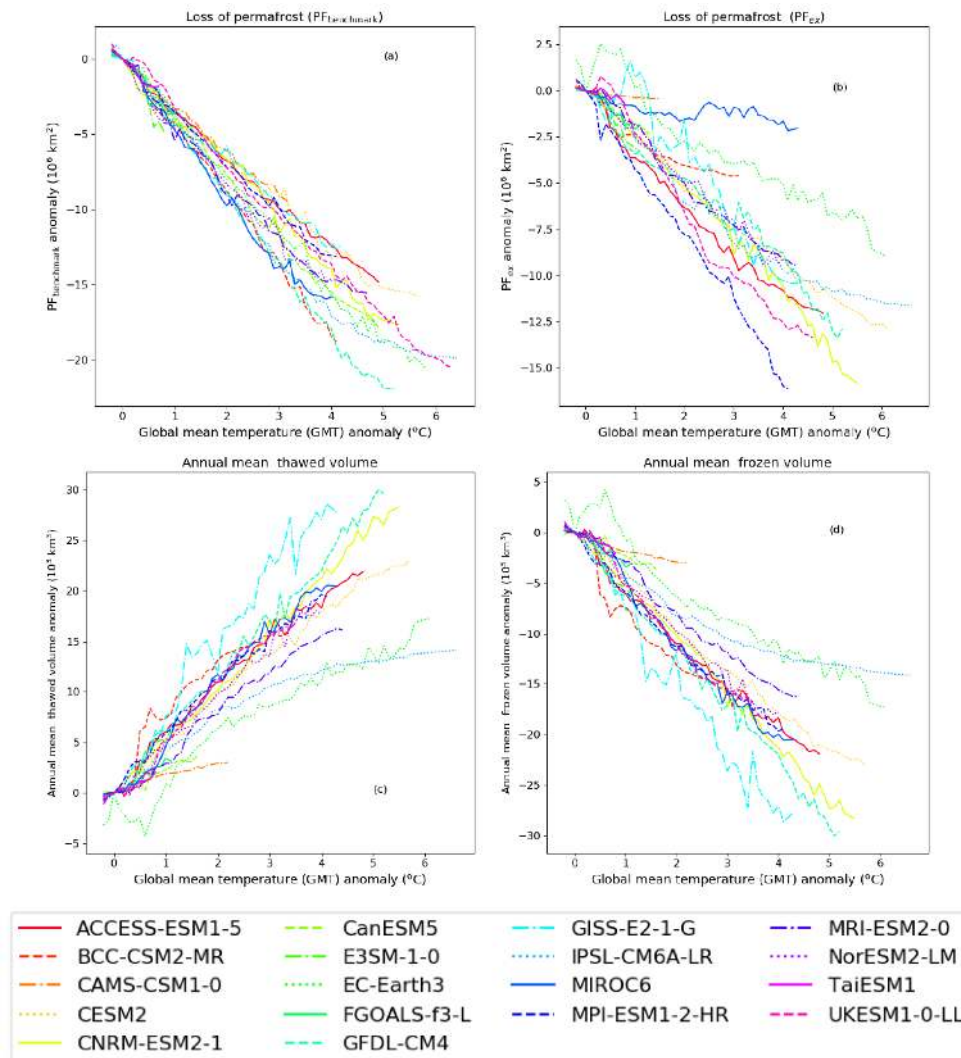 Loss of permafrost (PFbenchmark)
(a)
0
−5
−10
−15
−20
PFbenchmark anomaly (10⁶ km²)
0 1 2 3 4 5 6
Global mean temperature (GMT) anomaly (°C)
Loss of permafrost (PFex)
(b)
2.5
0.0
−2.5
−5.0
−7.5
−10.0
−12.5
−15.0
PFex anomaly (10⁶ km²)
0 1 2 3 4 5 6
Global mean temperature (GMT) anomaly (°C)
Annual mean thawed volume
30
25
20
15
10
5
0
−5
Annual mean thawed volume anomaly (10³ km³)
(c)
0 1 2 3 4 5 6
Global mean temperature (GMT) anomaly (°C)
Annual mean frozen volume
(d)
5
0
−5
−10
−15
−20
−25
−30
Annual mean frozen volume anomaly (10³ km³)
0 1 2 3 4 5 6
Global mean temperature (GMT) anomaly (°C)
ACCESS-ESM1-5
BCC-CSM2-MR
CAMS-CSM1-0
CESM2
CNRM-ESM2-1
CanESM5
E3SM-1-0
EC-Earth3
FGOALS-f3-L
GFDL-CM4
GISS-E2-1-G
IPSL-CM6A-LR
MIROC6
MPI-ESM1-2-HR
MRI-ESM2-0
NorESM2-LM
TaiESM1
UKESM1-0-LL